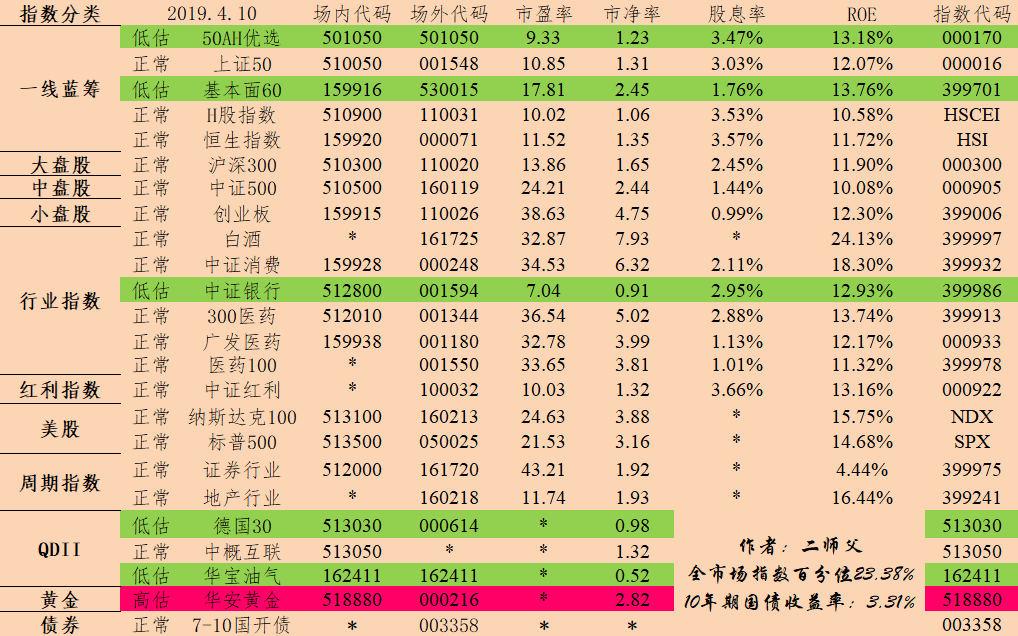 指数分类 2019.4.10 场内代码 场外代码 市盈率 市净率 股息率 ROE 指数代码
低估 50AH优选 501050 501050 9.33 1.23 3.47% 13.18% 000170
正常 上证50 510050 001548 10.85 1.31 3.03% 12.07% 000016
一线蓝筹 低估 基本面60 159916 530015 17.81 2.45 1.76% 13.76% 399701
正常 H股指数 510900 110031 10.02 1.06 3.53% 10.58% HSCEI
正常 恒生指数 159920 000071 11.52 1.35 3.57% 11.72% HSI
大盘股 正常 沪深300 510300 110020 13.86 1.65 2.45% 11.90% 000300
中盘股 正常 中证500 510500 160119 24.21 2.44 1.44% 10.08% 000905
小盘股 正常 创业板 159915 110026 38.63 4.75 0.99% 12.30% 399006
正常 白酒 * 161725 32.87 7.93 * 24.13% 399997
正常 中证消费 159928 000248 34.53 6.32 2.11% 18.30% 399932
行业指数 低估 中证银行 512800 001594 7.04 0.91 2.95% 12.93% 399986
正常 300医药 512010 001344 36.54 5.02 2.88% 13.74% 399913
正常 广发医药 159938 001180 32.78 3.99 1.13% 12.17% 000933
正常 医药100 * 001550 33.65 3.81 1.01% 11.32% 399978
红利指数 正常 中证红利 * 100032 10.03 1.32 3.66% 13.16% 000922
美股 正常 纳斯达克100 513100 160213 24.63 3.88 * 15.75% NDX
正常 标普500 513500 050025 21.53 3.16 * 14.68% SPX
周期指数 正常 证券行业 512000 161720 43.21 1.92 * 4.44% 399975
正常 地产行业 * 160218 11.74 1.93 * 16.44% 399241
低估 德国30 513030 000614 * 0.98 513030
QDII 正常 中概互联 513050 * * 1.32 作者：二师父 513050
低估 华宝油气 162411 162411 * 0.52 全市场指数百分位23.38% 162411
黄金 高估 华安黄金 518880 000216 * 2.82 10年期国债收益率：3.31% 518880
债券 正常 7-10国开债 * 003358 * * 003358